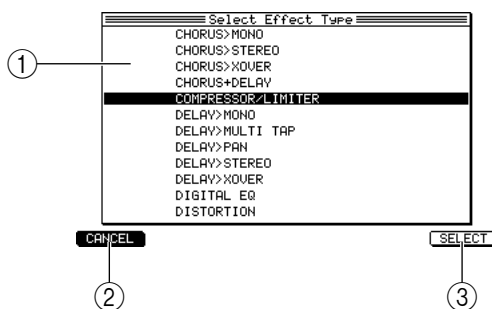 Select Effect Type
CHORUS>MONO
CHORUS>STEREO
CHORUS>XOVER
CHORUS+DELAY
COMPRESSOR/LIMITER
DELAY>MONO
DELAY>MULTI TAP
DELAY>PAN
DELAY>STEREO
DELAY>XOVER
DIGITAL EQ
DISTORTION
1
CANCEL
SELECT
2
3